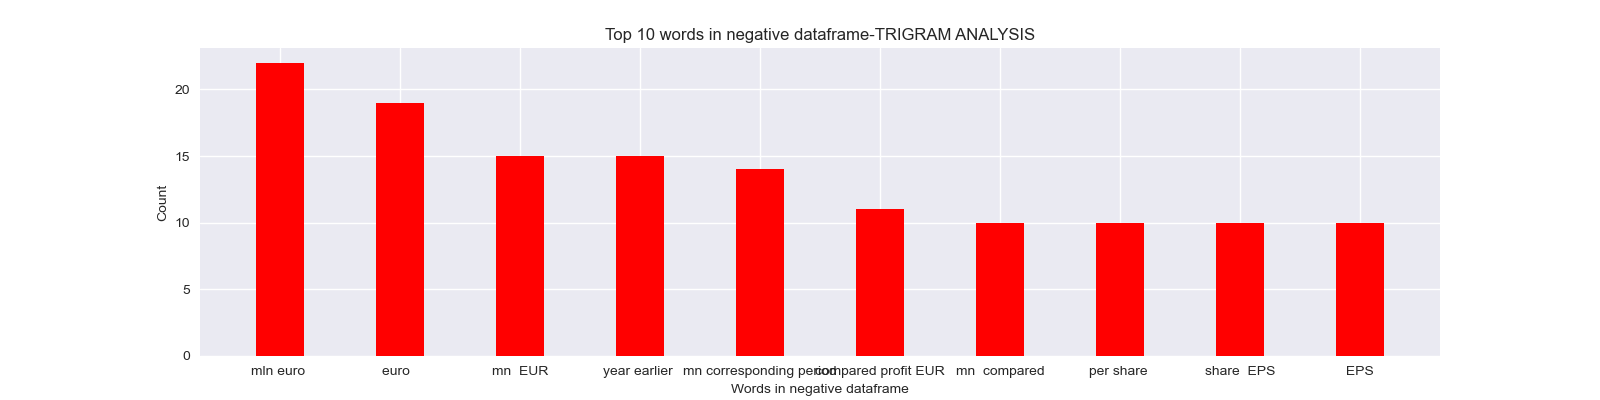 Top 10 words in negative dataframe-TRIGRAM ANALYSIS
20
15
10
5
0
Count
mln euro euro mn  EUR year earlier mn corresponding period compared profit EUR mn  compared per share share  EPS EPS
Words in negative dataframe